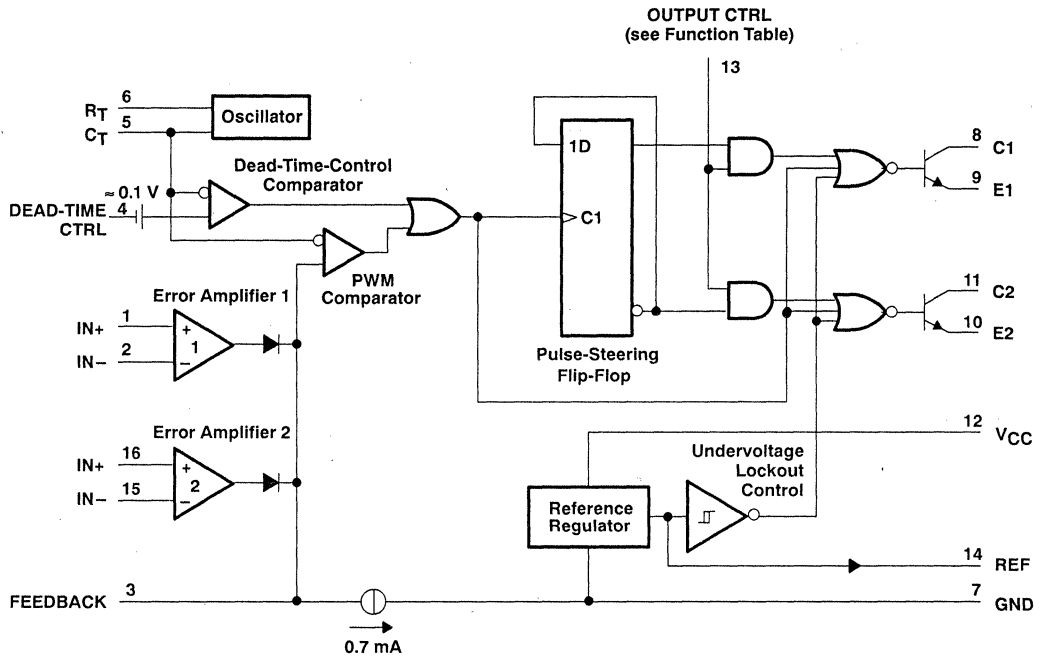 OUTPUT CTRL
(see Function Table)
13
6
RT
5
CT
Oscillator
Dead-Time-Control
Comparator
≈ 0.1 V
DEAD-TIME
4
CTRL
PWM
Comparator
1D
C1
Pulse-Steering
Flip-Flop
8
C1
9
E1
11
C2
10
E2
Error Amplifier 1
IN+
1
IN−
2
+
1
−
Error Amplifier 2
IN+
16
IN−
15
+
2
−
12
VCC
Undervoltage
Lockout
Control
Reference
Regulator
14
REF
FEEDBACK
3
7
GND
0.7 mA